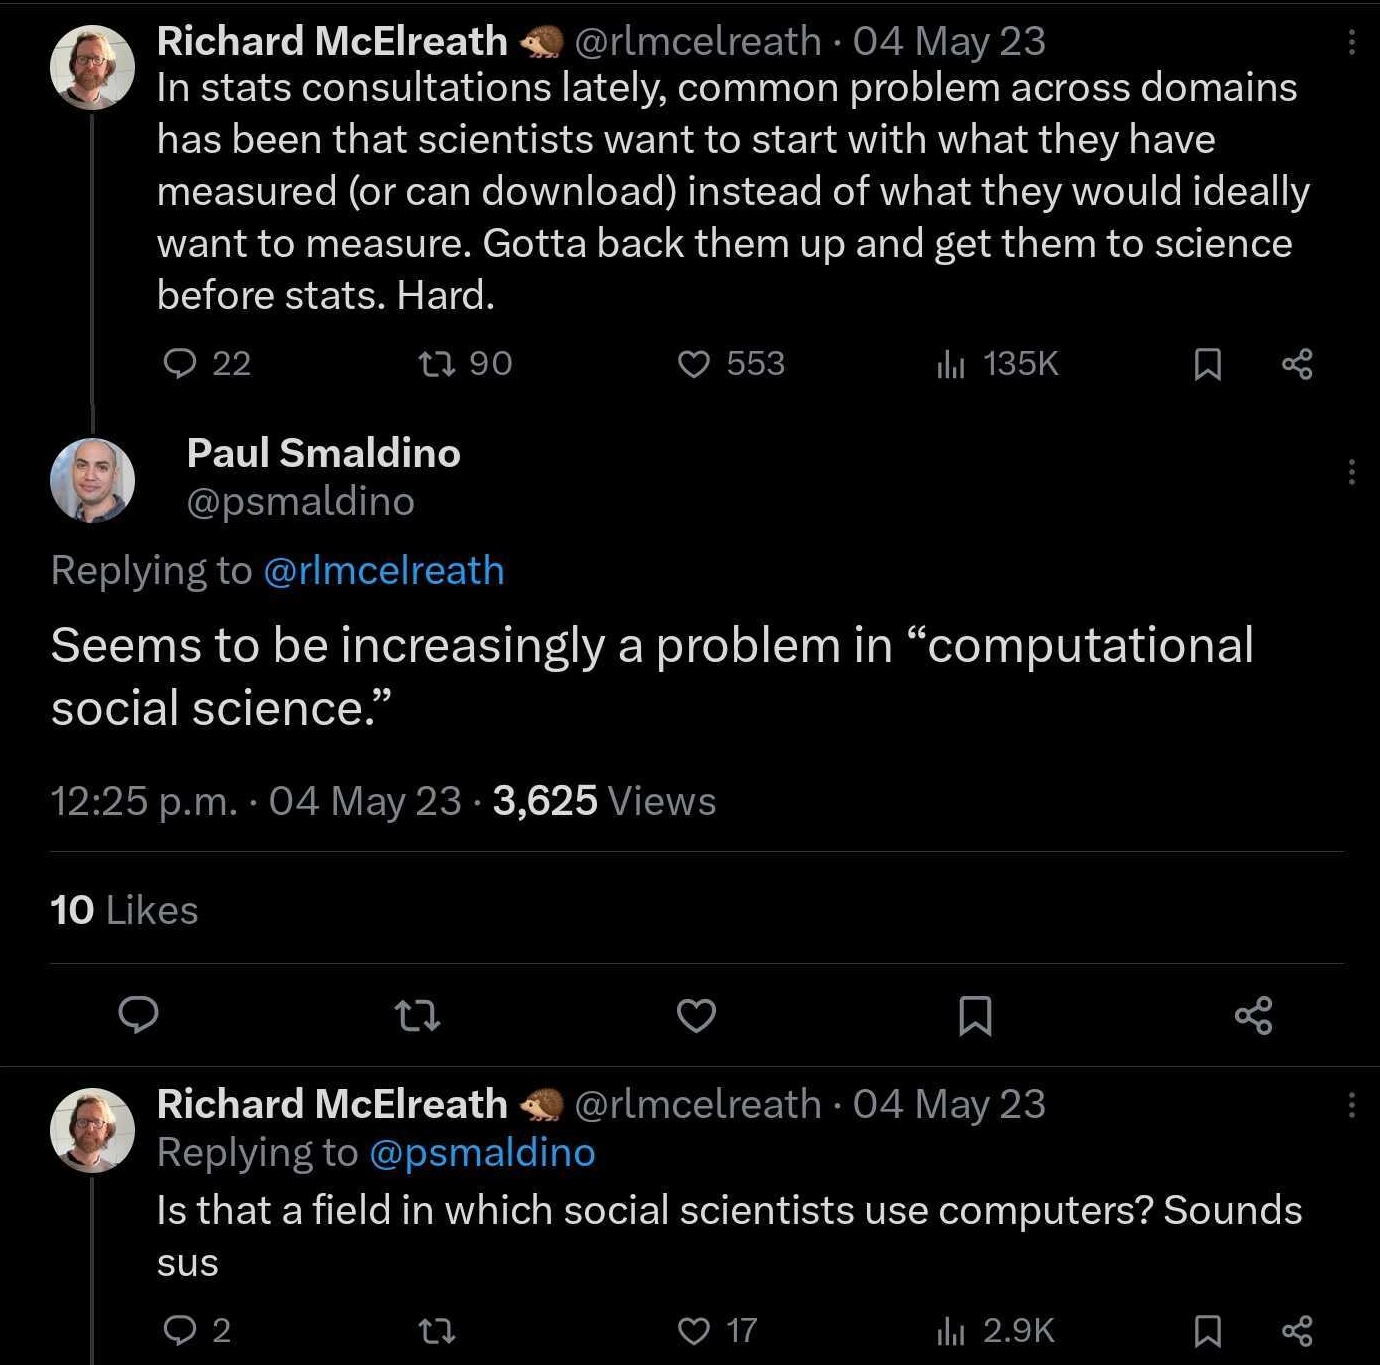 Richard McElreath 🦔 @rlmcelreath · 04 May 23
In stats consultations lately, common problem across domains
has been that scientists want to start with what they have
measured (or can download) instead of what they would ideally
want to measure. Gotta back them up and get them to science
before stats. Hard.
22 90 553 135K
Paul Smaldino
@psmaldino
Replying to @rlmcelreath
Seems to be increasingly a problem in “computational
social science.”
12:25 p.m. · 04 May 23 · 3,625 Views
10 Likes
Richard McElreath 🦔 @rlmcelreath · 04 May 23
Replying to @psmaldino
Is that a field in which social scientists use computers? Sounds
sus
2 17 2.9K